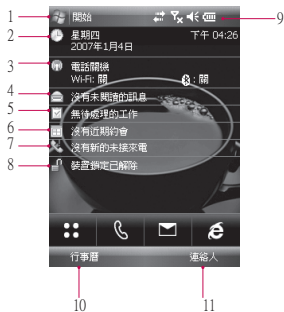 1
開始
9
2
星期四
下午 04:26
2007年1月4日
3
電話關機
Wi-Fi: 關
: 關
4
沒有未閱讀的訊息
5
無待處理的工作
6
沒有近期約會
7
沒有新的未接來電
8
裝置鎖定已解除
行事曆
連絡人
10
11